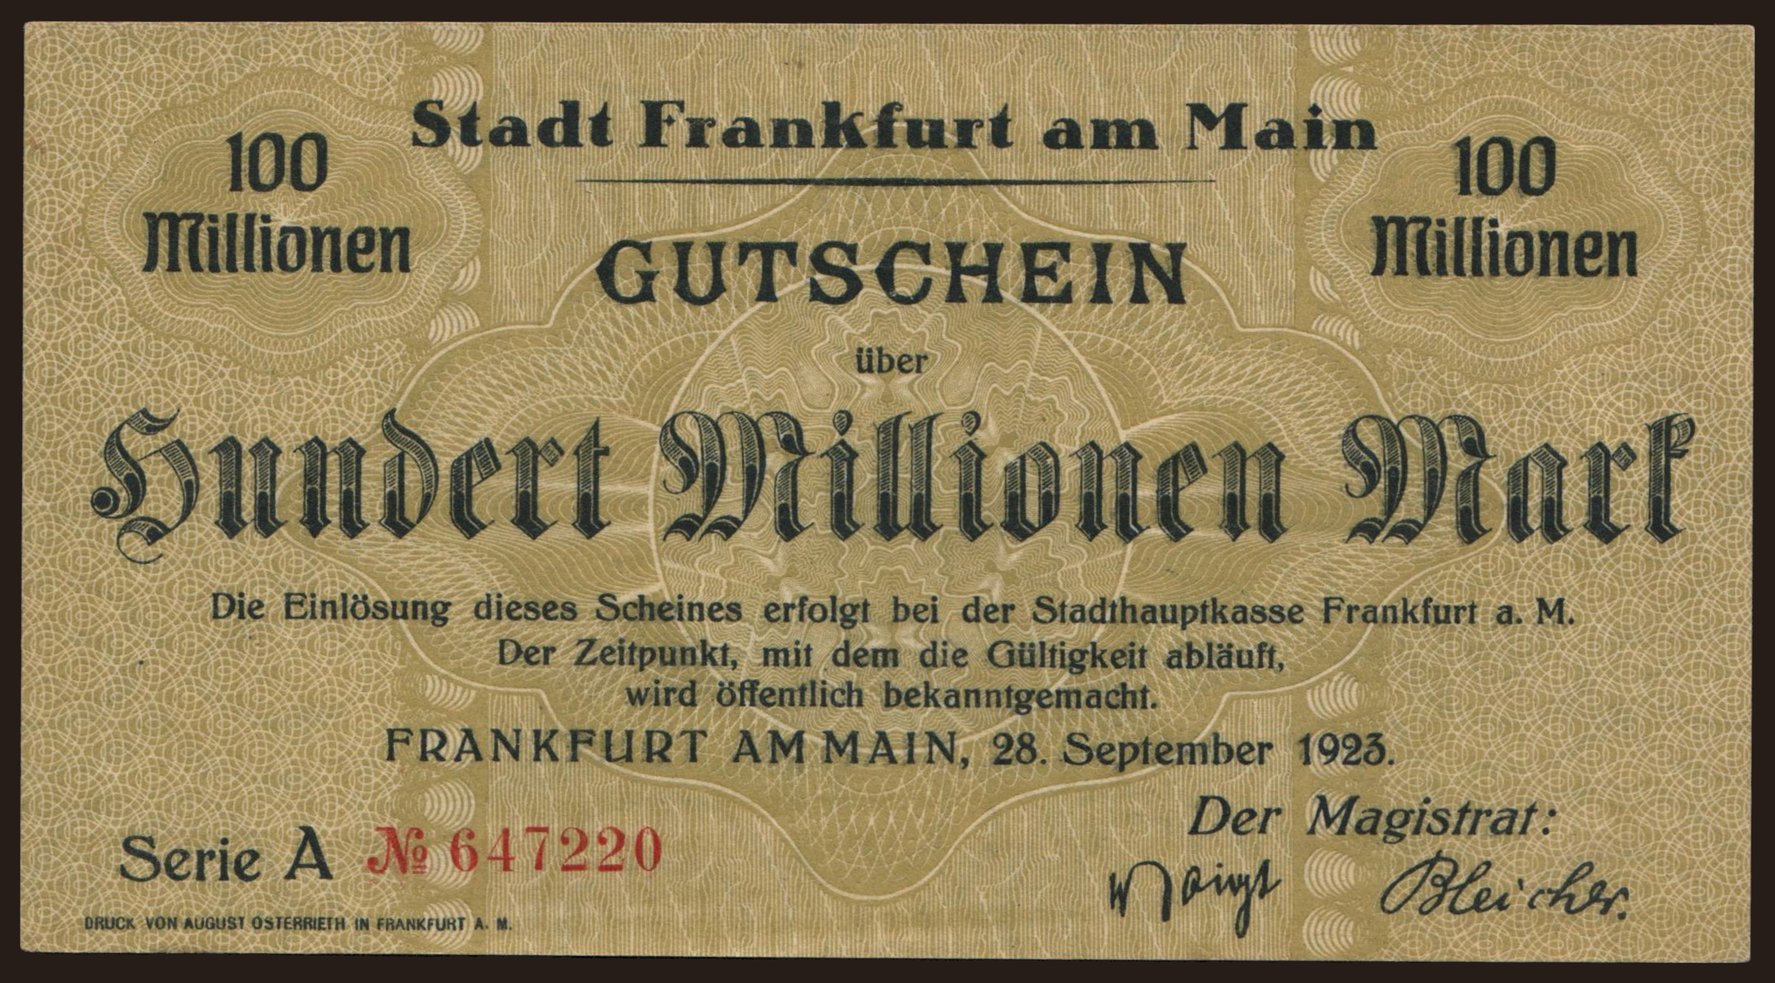 Stadt Frankfurt am Main
100
Millionen
100
Millionen
GUTSCHEIN
über
Hundert Millionen Mark
Die Einlösung dieses Scheines erfolgt bei der Stadthauptkasse Frankfurt a. M.
Der Zeitpunkt, mit dem die Gültigkeit abläuft,
wird öffentlich bekanntgemacht.
FRANKFURT AM MAIN, 28. September 1923.
Der Magistrat:
Serie A № 647220
Voigt Bleicher.
DRUCK VON AUGUST OSTERRIETH IN FRANKFURT A. M.